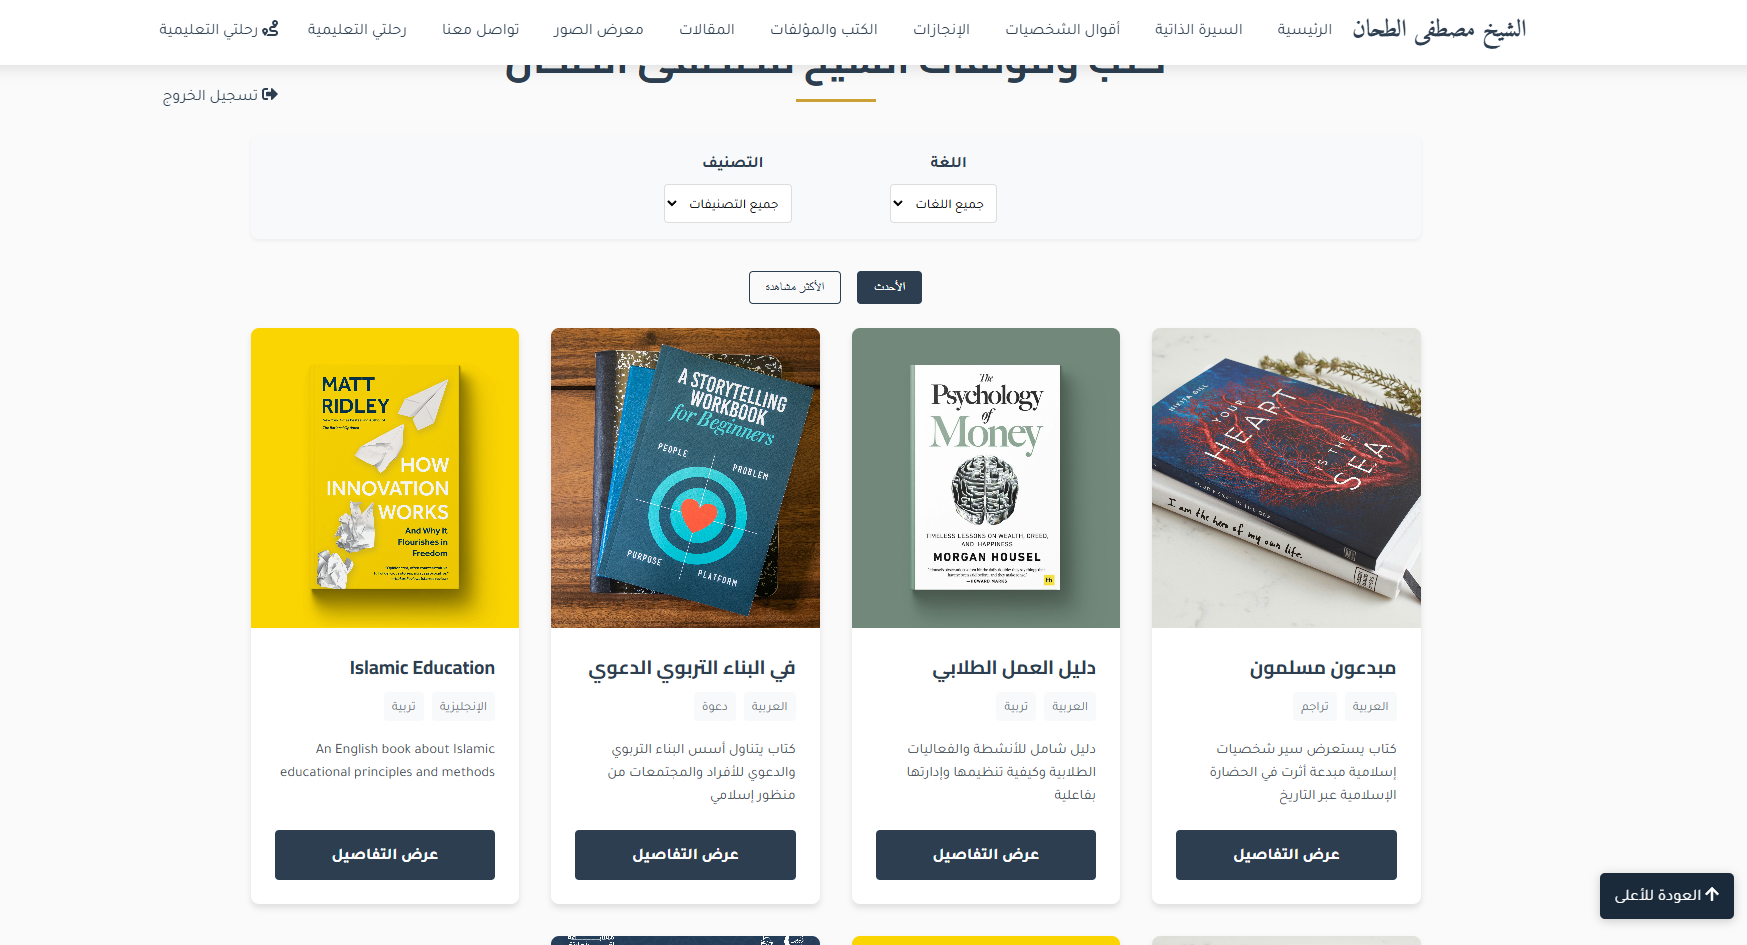 الشيخ مصطفى الطحان
الرئيسية
السيرة الذاتية
أقوال الشخصيات
الإنجازات
الكتب والمؤلفات
المقالات
معرض الصور
تواصل معنا
رحلتي التعليمية
رحلتي التعليمية
تسجيل الخروج
كتب ومؤلفات الشيخ مصطفى الطحان
اللغة
جميع اللغات
التصنيف
جميع التصنيفات
الأحدث
الأكثر مشاهدة
YOUR
HEART
IS THE
SEA
I am the hero of my own life.
مبدعون مسلمون
العربية
تراجم
كتاب يستعرض سير شخصيات
إسلامية مبدعة أثرت في الحضارة
الإسلامية عبر التاريخ
عرض التفاصيل
The
Psychology
of
Money
TIMELESS LESSONS ON WEALTH, GREED,
AND HAPPINESS
MORGAN HOUSEL
دليل العمل الطلابي
العربية
تربية
دليل شامل للأنشطة والفعاليات
الطلابية وكيفية تنظيمها وإدارتها
بفاعلية
عرض التفاصيل
A STORYTELLING
WORKBOOK
for Beginners
PEOPLE
PROBLEM
PURPOSE
PLATFORM
في البناء التربوي الدعوي
العربية
دعوة
كتاب يتناول أسس البناء التربوي
والدعوي للأفراد والمجتمعات من
منظور إسلامي
عرض التفاصيل
MATT
RIDLEY
HOW
INNOVATION
WORKS
And Why It
Flourishes in
Freedom
Islamic Education
الإنجليزية
تربية
An English book about Islamic
educational principles and methods
عرض التفاصيل
العودة للأعلى